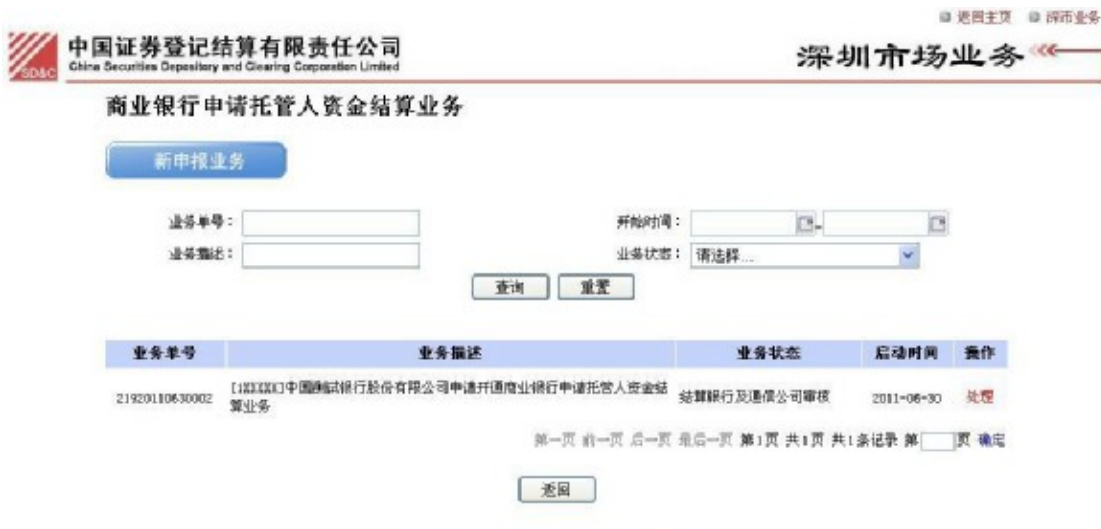 返回主页 深市业务
SD&C 中国证券登记结算有限责任公司
China Securities Depository and Clearing Corporation Limited
深圳市场业务
商业银行申请托管人资金结算业务
新申报业务
业务单号: 开始时间: -
业务描述: 业务状态: 请选择...
查询 重置
业务单号 业务描述 业务状态 启动时间 操作
21920110630002 [1XXXXX]中国测试银行股份有限公司申请开通商业银行申请托管人资金结算业务 结算银行及通信公司审核 2011-06-30 处理
第一页 前一页 后一页 最后一页 第1页 共1页 共1条记录 第 页 确定
返回